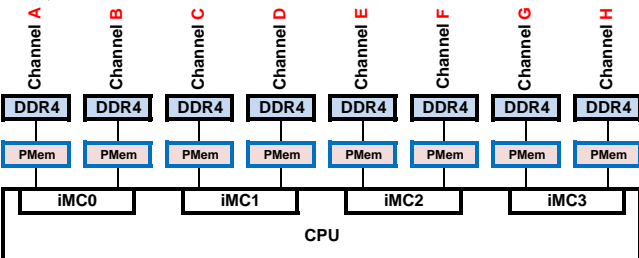 Channel A Channel B Channel C Channel D Channel E Channel F Channel G Channel H
DDR4 DDR4 DDR4 DDR4 DDR4 DDR4 DDR4 DDR4
PMem PMem PMem PMem PMem PMem PMem PMem
iMC0 iMC1 iMC2 iMC3
CPU